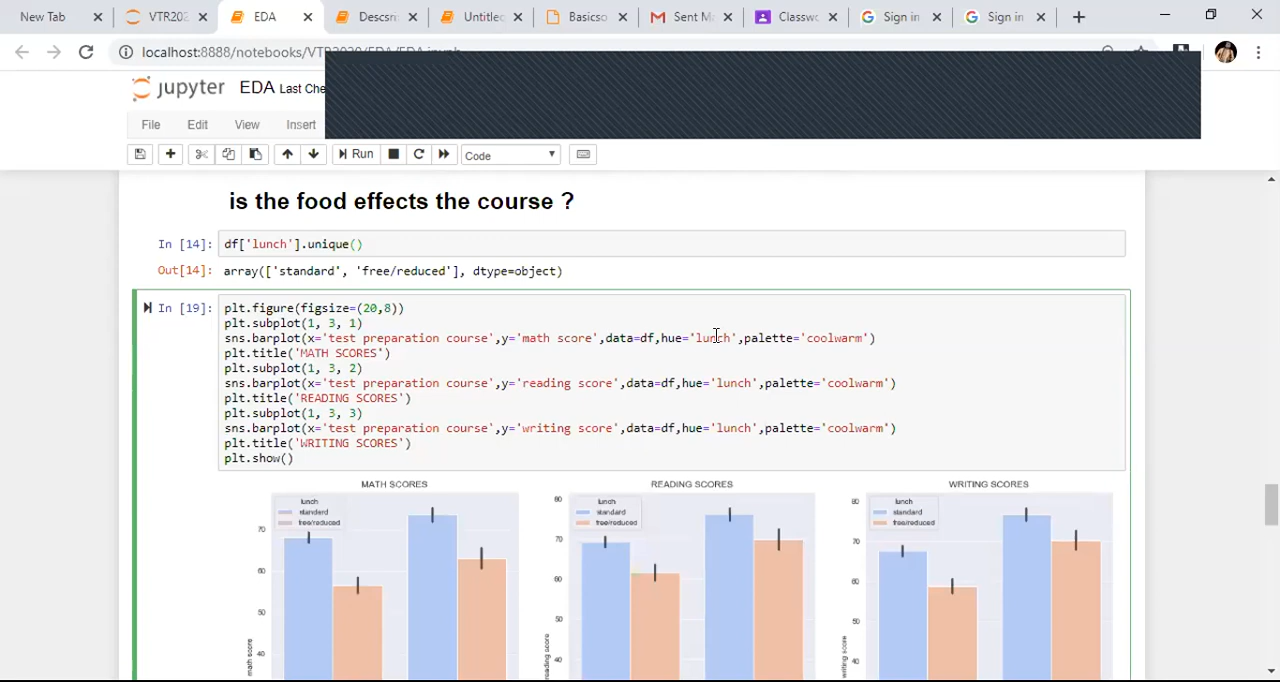 New Tab
VTR202
EDA
Descsn
Untitlec
Basicso
Sent Ma
Classwo
Sign in
Sign in
localhost:8888/notebooks/VTR2020/EDA/EDA.ipynb
jupyter EDA Last Che
File Edit View Insert
Run Code
is the food effects the course ?
In [14]: df['lunch'].unique()
Out[14]: array(['standard', 'free/reduced'], dtype=object)
In [19]: plt.figure(figsize=(20,8))
plt.subplot(1, 3, 1)
sns.barplot(x='test preparation course',y='math score',data=df,hue='lunch',palette='coolwarm')
plt.title('MATH SCORES')
plt.subplot(1, 3, 2)
sns.barplot(x='test preparation course',y='reading score',data=df,hue='lunch',palette='coolwarm')
plt.title('READING SCORES')
plt.subplot(1, 3, 3)
sns.barplot(x='test preparation course',y='writing score',data=df,hue='lunch',palette='coolwarm')
plt.title('WRITING SCORES')
plt.show()
MATH SCORES
lunch
standard
free/reduced
70
60
50
40
math score
READING SCORES
lunch
standard
free/reduced
80
70
60
50
40
reading score
WRITING SCORES
lunch
standard
free/reduced
80
70
60
50
40
writing score